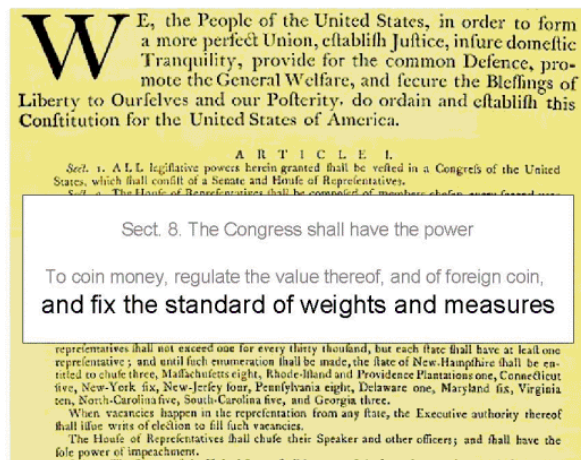 WE, the People of the United States, in order to form
a more perfect Union, eſtabliſh Juſtice, inſure domeſtic
Tranquility, provide for the common Defence, pro-
mote the General Welfare, and ſecure the Bleſſings of
Liberty to Ourſelves and our Poſterity, do ordain and eſtabliſh this
Conſtitution for the United States of America.
A R T I C L E I.
Sect. 1. A L L legiſlative powers herein granted ſhall be veſted in a Congreſs of the United
States, which ſhall conſiſt of a Senate and Houſe of Repreſentatives.
Sect. 8. The Congress shall have the power
To coin money, regulate the value thereof, and of foreign coin,
and fix the standard of weights and measures
repreſentatives ſhall not exceed one for every thirty thouſand, but each ſtate ſhall have at leaſt one
repreſentative ; and until ſuch enumeration ſhall be made, the ſtate of New-Hampſhire ſhall be en-
titled to chuſe three, Maſſachuſetts eight, Rhode-Iſland and Providence Plantations one, Connecticut
five, New-York ſix, New-Jerſey four, Pennſylvania eight, Delaware one, Maryland ſix, Virginia
ten, North-Carolina five, South-Carolina five, and Georgia three.
When vacancies happen in the repreſentation from any ſtate, the Executive authority thereof
ſhall iſſue writs of election to fill ſuch vacancies.
The Houſe of Repreſentatives ſhall chuſe their Speaker and other officers; and ſhall have the
ſole power of impeachment.